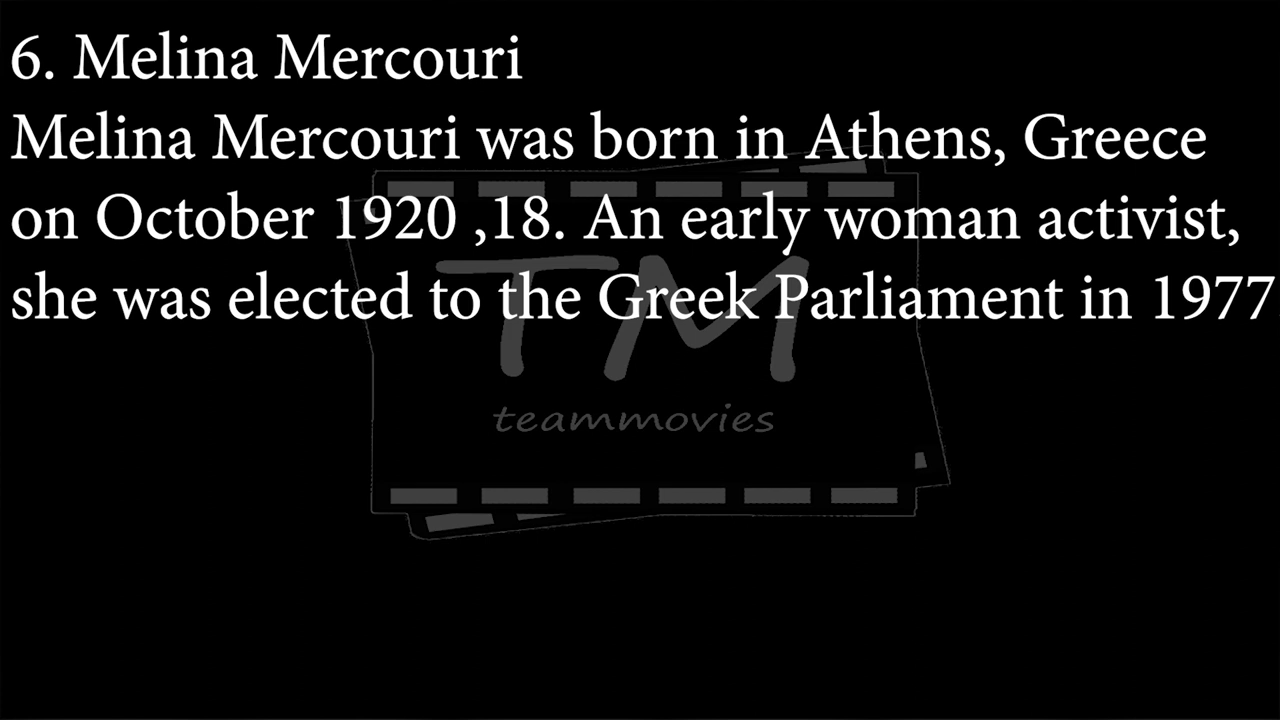 6. Melina Mercouri
Melina Mercouri was born in Athens, Greece
on October 1920 ,18. An early woman activist,
she was elected to the Greek Parliament in 1977
TM
teammovies